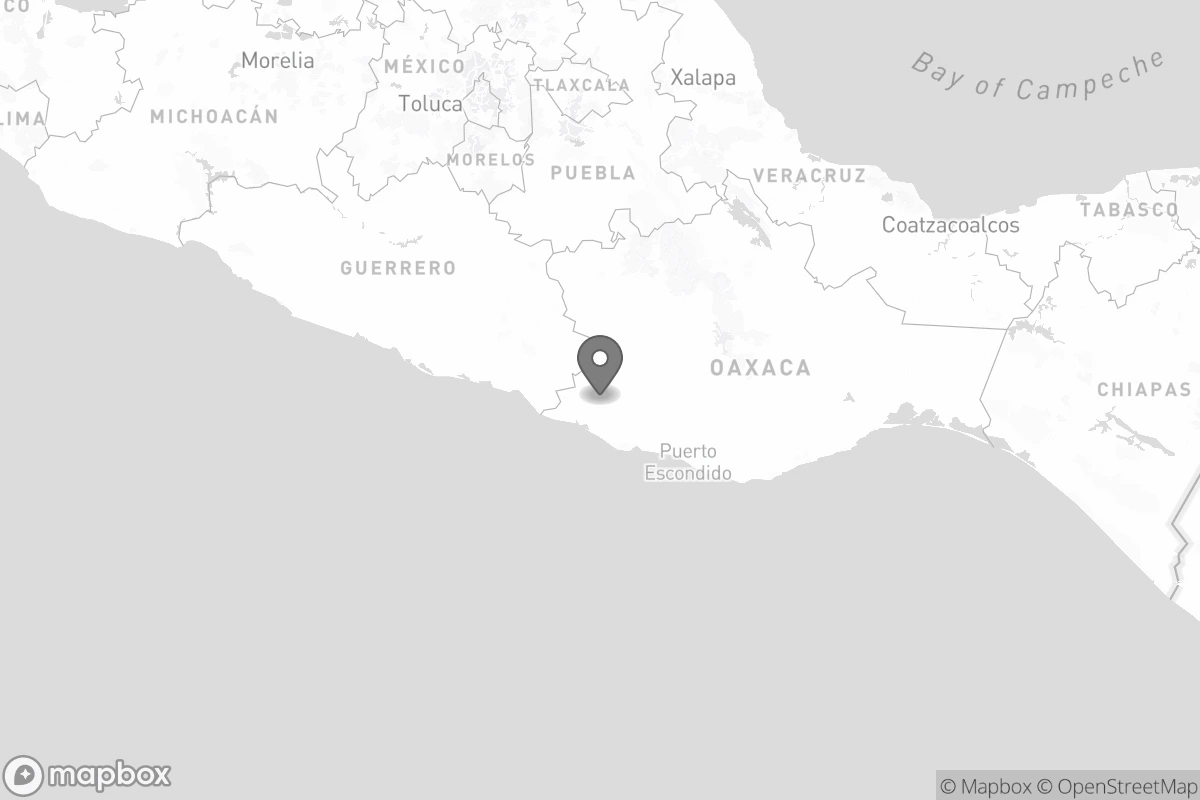 CO
Morelia
MÉXICO
Bay of Campeche
Xalapa
TLAXCALA
Toluca
LIMA
MICHOACÁN
MORELOS
PUEBLA
VERACRUZ
TABASCO
Coatzacoalcos
GUERRERO
OAXACA
CHIAPAS
Puerto
Escondido
mapbox
© Mapbox © OpenStreetMap